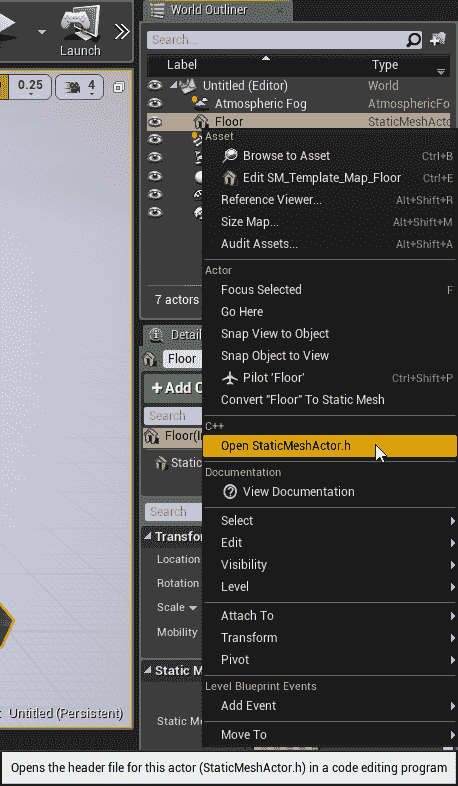 World Outliner
Launch
Search...
0.25
4
Label
Type
Untitled (Editor)
World
Atmospheric Fog
AtmosphericFo
Floor
StaticMeshActo
Asset
Browse to Asset
Ctrl+B
Edit SM_Template_Map_Floor
Ctrl+E
Reference Viewer...
Alt+Shift+R
Size Map...
Alt+Shift+M
Audit Assets...
Alt+Shift+A
Actor
Focus Selected
F
Go Here
7 actors
Snap View to Object
Detai
Snap Object to View
Floor
Pilot 'Floor'
Ctrl+Shift+P
+Add C
Convert "Floor" To Static Mesh
Search
C++
Floor(I
Open StaticMeshActor.h
Static
Documentation
View Documentation
Search
Select
Transfo
Edit
Location
Visibility
Rotation
Level
Scale
Attach To
Mobility
Transform
Static M
Pivot
Level Blueprint Events
Add Event
Untitled (Persistent)
Static Me
Move To
Opens the header file for this actor (StaticMeshActor.h) in a code editing program